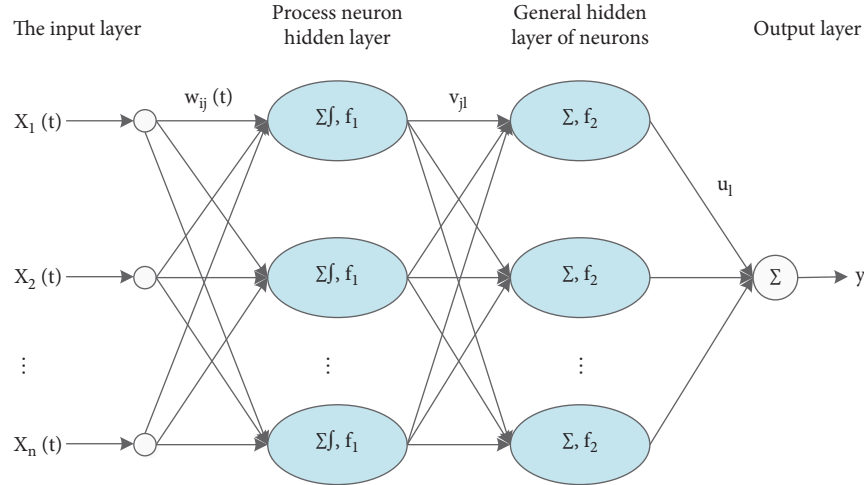 The input layer
Process neuron
hidden layer
General hidden
layer of neurons
Output layer
X₁ (t)
wᵢⱼ (t)
Σ∫, f₁
vⱼₗ
Σ, f₂
uₗ
X₂ (t)
Σ∫, f₁
Σ, f₂
Σ
y
⋮
⋮
⋮
Xₙ (t)
Σ∫, f₁
Σ, f₂